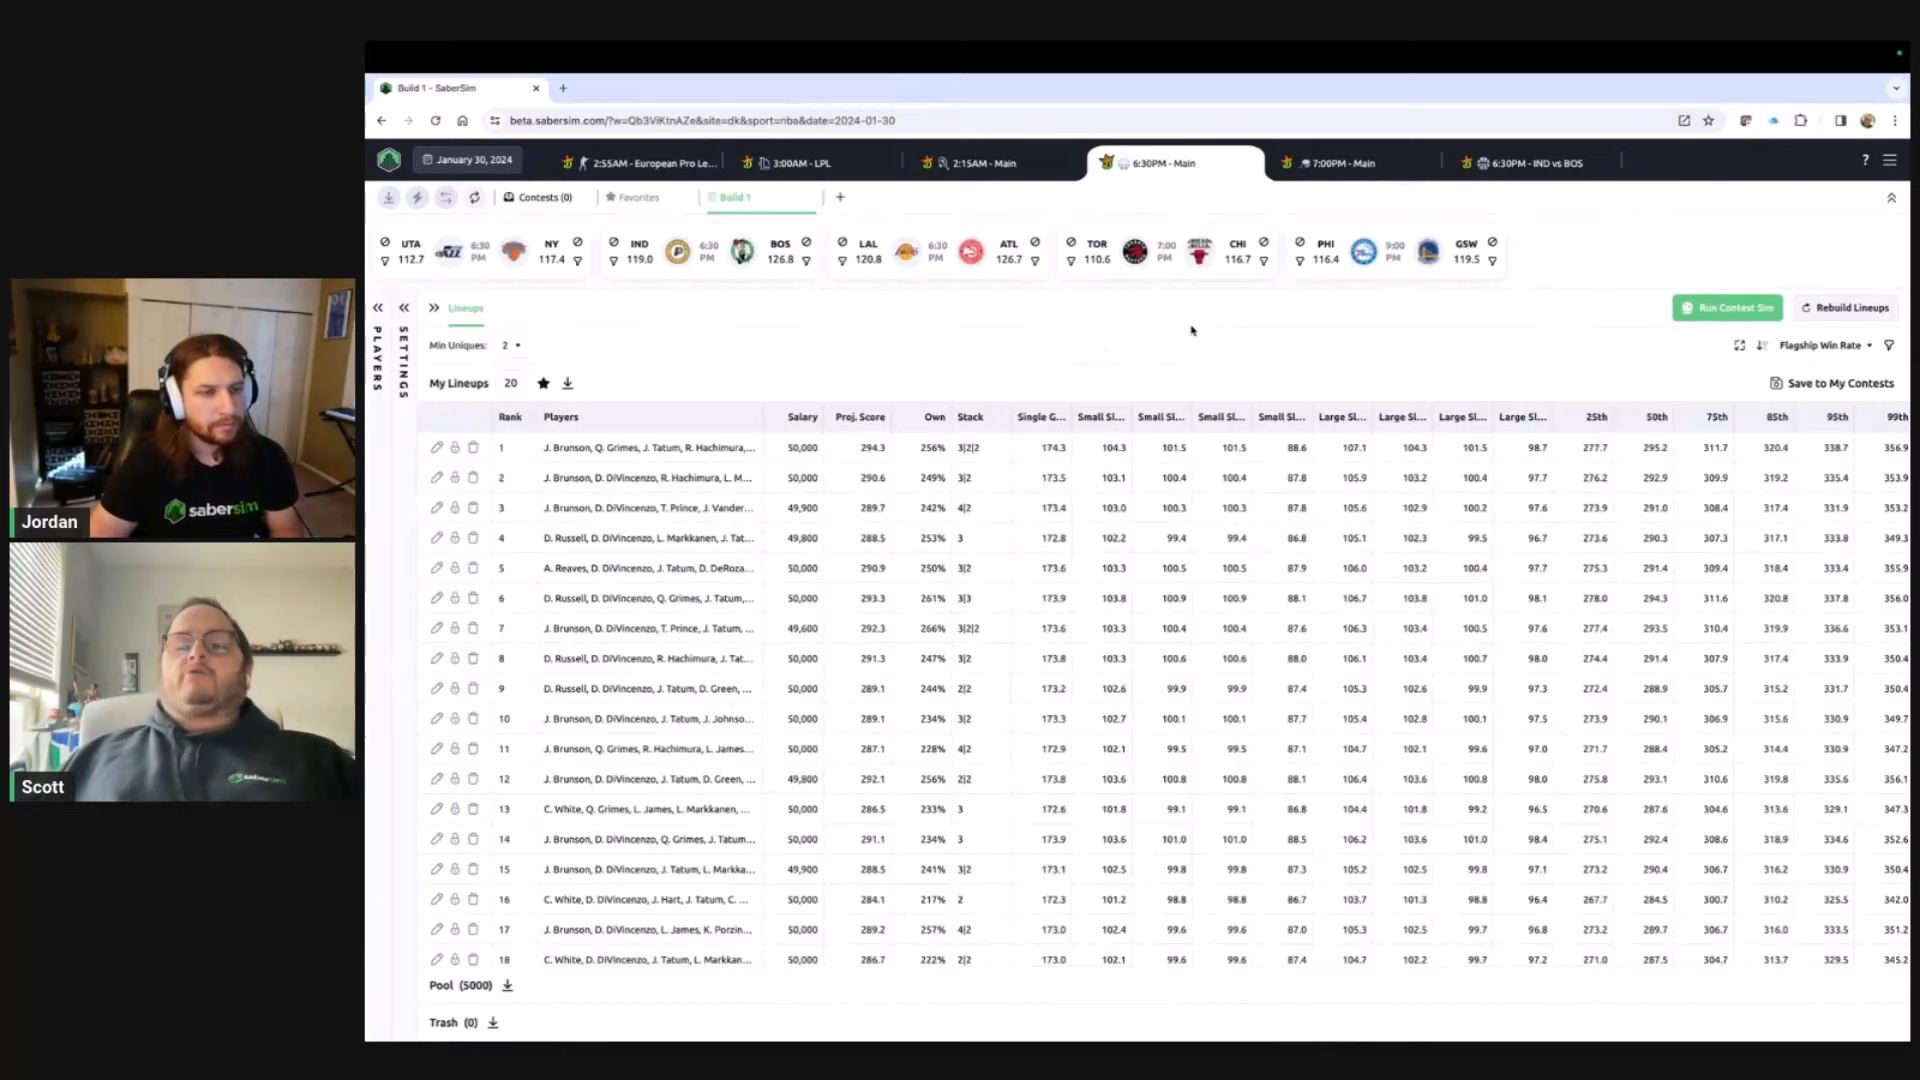 Build 1 - SaberSim
beta.sabersim.com/?w=Qb3ViKtnAZe&site=dk&sport=nba&date=2024-01-30
January 30, 2024
2:55AM - European Pro Le...
3:00AM - LPL
2:15AM - Main
6:30PM - Main
7:00PM - Main
6:30PM - IND vs BOS
?
Contests (0)
Favorites
Build 1
UTA 112.7 6:30 PM NY 117.4
IND 119.0 6:30 PM BOS 126.8
LAL 120.8 6:30 PM ATL 126.7
TOR 110.6 7:00 PM CHI 116.7
PHI 116.4 9:00 PM GSW 119.5
PLAYERS
SETTINGS
Lineups
Run Contest Sim
Rebuild Lineups
Min Uniques: 2
Flagship Win Rate
My Lineups 20
Save to My Contests
Rank Players Salary Proj. Score Own Stack Single G... Small Sl... Small Sl... Small Sl... Small Sl... Large Sl... Large Sl... Large Sl... Large Sl... 25th 50th 75th 85th 95th 99th
1 J. Brunson, Q. Grimes, J. Tatum, R. Hachimura,... 50,000 294.3 256% 3|2|2 174.3 104.3 101.5 101.5 88.6 107.1 104.3 101.5 98.7 277.7 295.2 311.7 320.4 338.7 356.9
2 J. Brunson, D. DiVincenzo, R. Hachimura, L. M... 50,000 290.6 249% 3|2 173.5 103.1 100.4 100.4 87.8 105.9 103.2 100.4 97.7 276.2 292.9 309.9 319.2 335.4 353.9
3 J. Brunson, D. DiVincenzo, T. Prince, J. Vander... 49,900 289.7 242% 4|2 173.4 103.0 100.3 100.3 87.8 105.6 102.9 100.2 97.6 273.9 291.0 308.4 317.4 331.9 353.2
4 D. Russell, D. DiVincenzo, L. Markkanen, J. Tat... 49,800 288.5 253% 3 172.8 102.2 99.4 99.4 86.8 105.1 102.3 99.5 96.7 273.6 290.3 307.3 317.1 333.8 349.3
5 A. Reaves, D. DiVincenzo, J. Tatum, D. DeRoza... 50,000 290.9 250% 3|2 173.6 103.3 100.5 100.5 87.9 106.0 103.2 100.4 97.7 275.3 291.4 309.4 318.4 333.4 355.9
6 D. Russell, D. DiVincenzo, Q. Grimes, J. Tatum,... 50,000 293.3 261% 3|3 173.9 103.8 100.9 100.9 88.1 106.7 103.8 101.0 98.1 278.0 294.3 311.6 320.8 337.8 356.0
7 J. Brunson, D. DiVincenzo, T. Prince, J. Tatum, ... 49,600 292.3 266% 3|2|2 173.6 103.3 100.4 100.4 87.6 106.3 103.4 100.5 97.6 277.4 293.5 310.4 319.9 336.6 353.1
8 D. Russell, D. DiVincenzo, R. Hachimura, J. Tat... 50,000 291.3 247% 3|2 173.8 103.3 100.6 100.6 88.0 106.1 103.4 100.7 98.0 274.4 291.4 307.9 317.4 333.9 350.4
9 D. Russell, D. DiVincenzo, J. Tatum, D. Green, ... 50,000 289.1 244% 2|2 173.2 102.6 99.9 99.9 87.4 105.3 102.6 99.9 97.3 272.4 288.9 305.7 315.2 331.7 350.4
10 J. Brunson, D. DiVincenzo, J. Tatum, J. Johnso... 50,000 289.1 234% 3|2 173.3 102.7 100.1 100.1 87.7 105.4 102.8 100.1 97.5 273.9 290.1 306.9 315.6 330.9 349.7
11 J. Brunson, Q. Grimes, R. Hachimura, L. James... 50,000 287.1 228% 4|2 172.9 102.1 99.5 99.5 87.1 104.7 102.1 99.6 97.0 271.7 288.4 305.2 314.4 330.9 347.2
12 J. Brunson, D. DiVincenzo, J. Tatum, D. Green, ... 49,800 292.1 256% 2|2 173.8 103.6 100.8 100.8 88.1 106.4 103.6 100.8 98.0 275.8 293.1 310.6 319.8 335.6 356.1
13 C. White, Q. Grimes, L. James, L. Markkanen, ... 50,000 286.5 233% 3 172.6 101.8 99.1 99.1 86.8 104.4 101.8 99.2 96.5 270.6 287.6 304.6 313.6 329.1 347.3
14 J. Brunson, D. DiVincenzo, Q. Grimes, J. Tatum... 50,000 291.1 234% 3 173.9 103.6 101.0 101.0 88.5 106.2 103.6 101.0 98.4 275.1 292.4 308.6 318.9 334.6 352.6
15 J. Brunson, D. DiVincenzo, J. Tatum, L. Markka... 49,900 288.5 241% 3|2 173.1 102.5 99.8 99.8 87.3 105.2 102.5 99.8 97.1 273.2 290.4 306.7 316.2 330.9 350.4
16 C. White, D. DiVincenzo, J. Hart, J. Tatum, C. ... 50,000 284.1 217% 2 172.3 101.2 98.8 98.8 86.7 103.7 101.3 98.8 96.4 267.7 284.5 300.7 310.2 325.5 342.0
17 J. Brunson, D. DiVincenzo, L. James, K. Porzin... 50,000 289.2 257% 4|2 173.0 102.4 99.6 99.6 87.0 105.3 102.5 99.7 96.8 273.2 289.7 306.7 316.0 333.5 351.2
18 C. White, D. DiVincenzo, J. Tatum, L. Markkan... 50,000 286.7 222% 2|2 173.0 102.1 99.6 99.6 87.4 104.7 102.2 99.7 97.2 271.0 287.5 304.7 313.7 329.5 345.2
Pool (5000)
Trash (0)
sabersim
Jordan
sabersim
Scott